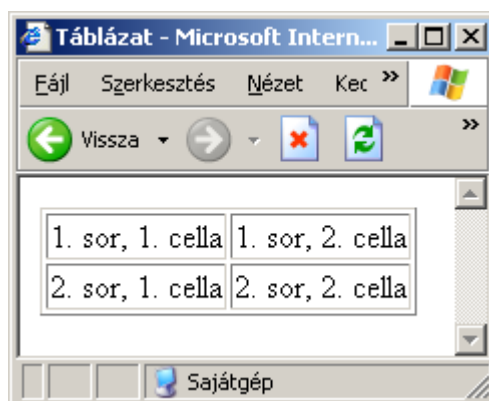 Táblázat - Microsoft Intern...
Fájl Szerkesztés Nézet Ked »
Vissza »
1. sor, 1. cella 1. sor, 2. cella
2. sor, 1. cella 2. sor, 2. cella
Sajátgép